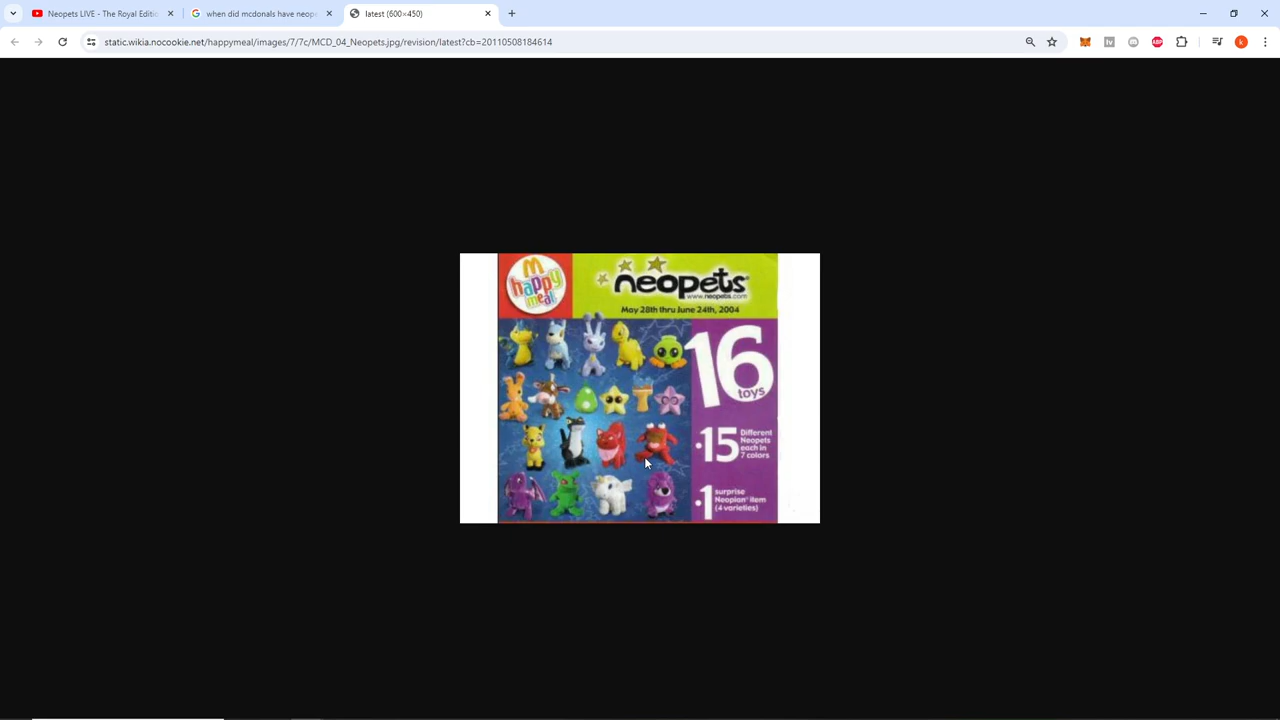 Neopets LIVE - The Royal Editi
when did mcdonals have neope
latest (600×450)
static.wikia.nocookie.net/happymeal/images/7/7c/MCD_04_Neopets.jpg/revision/latest?cb=20110508184614
ABP
k
happy
meal
neopets
www.neopets.com
May 28th thru June 24th, 2004
16
toys
·15 Different
Neopets
each in
7 colors
·1 surprise
Neopian® item
(4 varieties)